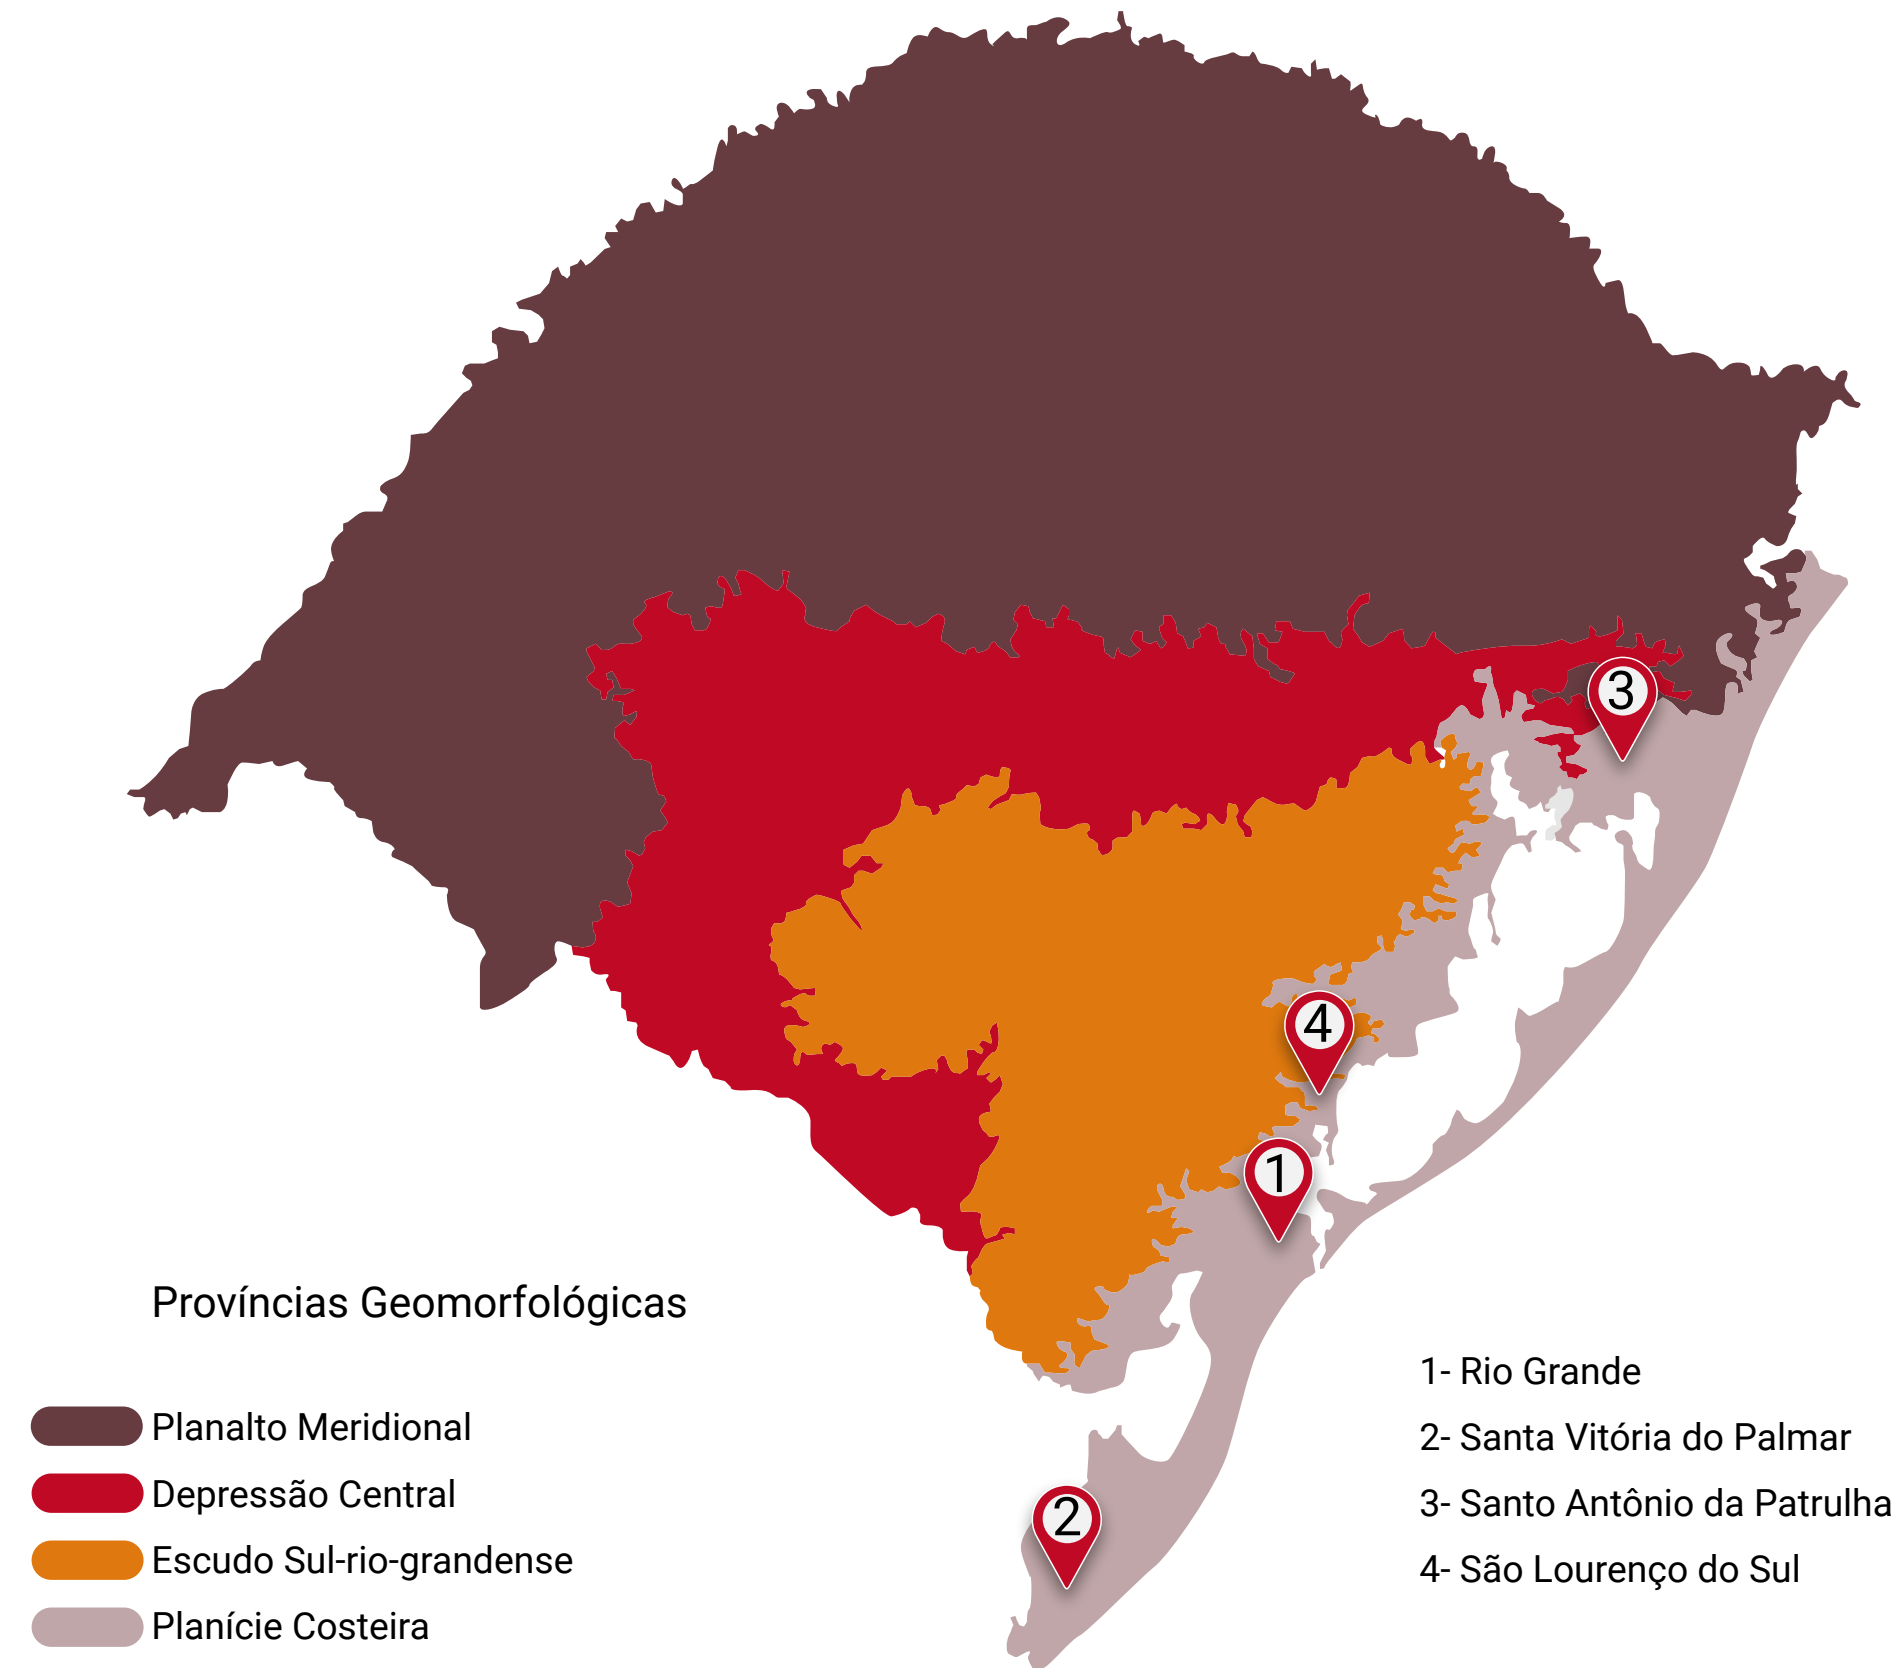 3
4
1
2
Províncias Geomorfológicas
Planalto Meridional
Depressão Central
Escudo Sul-rio-grandense
Planície Costeira
1- Rio Grande
2- Santa Vitória do Palmar
3- Santo Antônio da Patrulha
4- São Lourenço do Sul